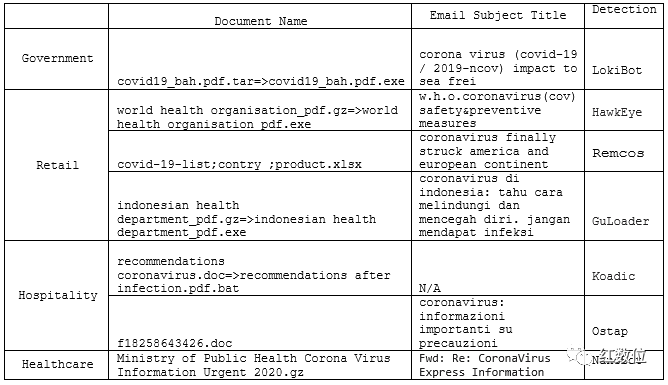 Document Name
Email Subject Title
Detection
Government
covid19_bah.pdf.tar=>covid19_bah.pdf.exe
corona virus (covid-19
/ 2019-ncov) impact to
sea frei
LokiBot
Retail
world health organisation_pdf.gz=>world
health organisation pdf.exe
w.h.o.coronavirus(cov)
safety&preventive
measures
HawkEye
covid-19-list;contry ;product.xlsx
coronavirus finally
struck america and
european continent
Remcos
indonesian health
department_pdf.gz=>indonesian health
department_pdf.exe
coronavirus di
indonesia: tahu cara
melindungi dan
mencegah diri. jangan
mendapat infeksi
GuLoader
Hospitality
recommendations
coronavirus.doc=>recommendations after
infection.pdf.bat
N/A
Koadic
f18258643426.doc
coronavirus:
informazioni
importanti su
precauzioni
Ostap
Healthcare
Ministry of Public Health Corona Virus
Information Urgent 2020.gz
Fwd: Re: CoronaVirus
Express Information
红数位